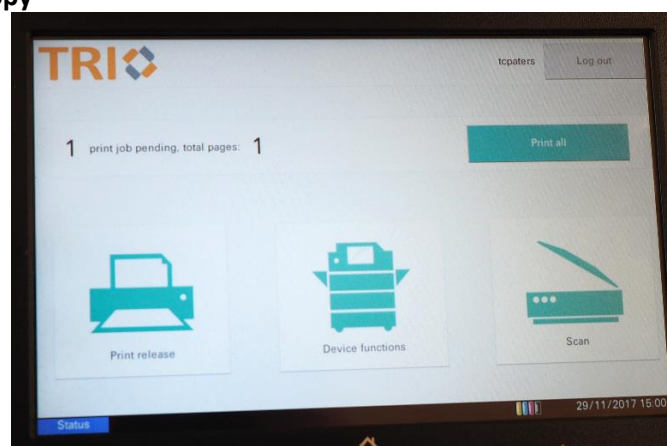 TRIO
tcpaters
Log out
1 print job pending, total pages: 1
Print all
Print release
Device functions
Scan
Status
29/11/2017 15:00